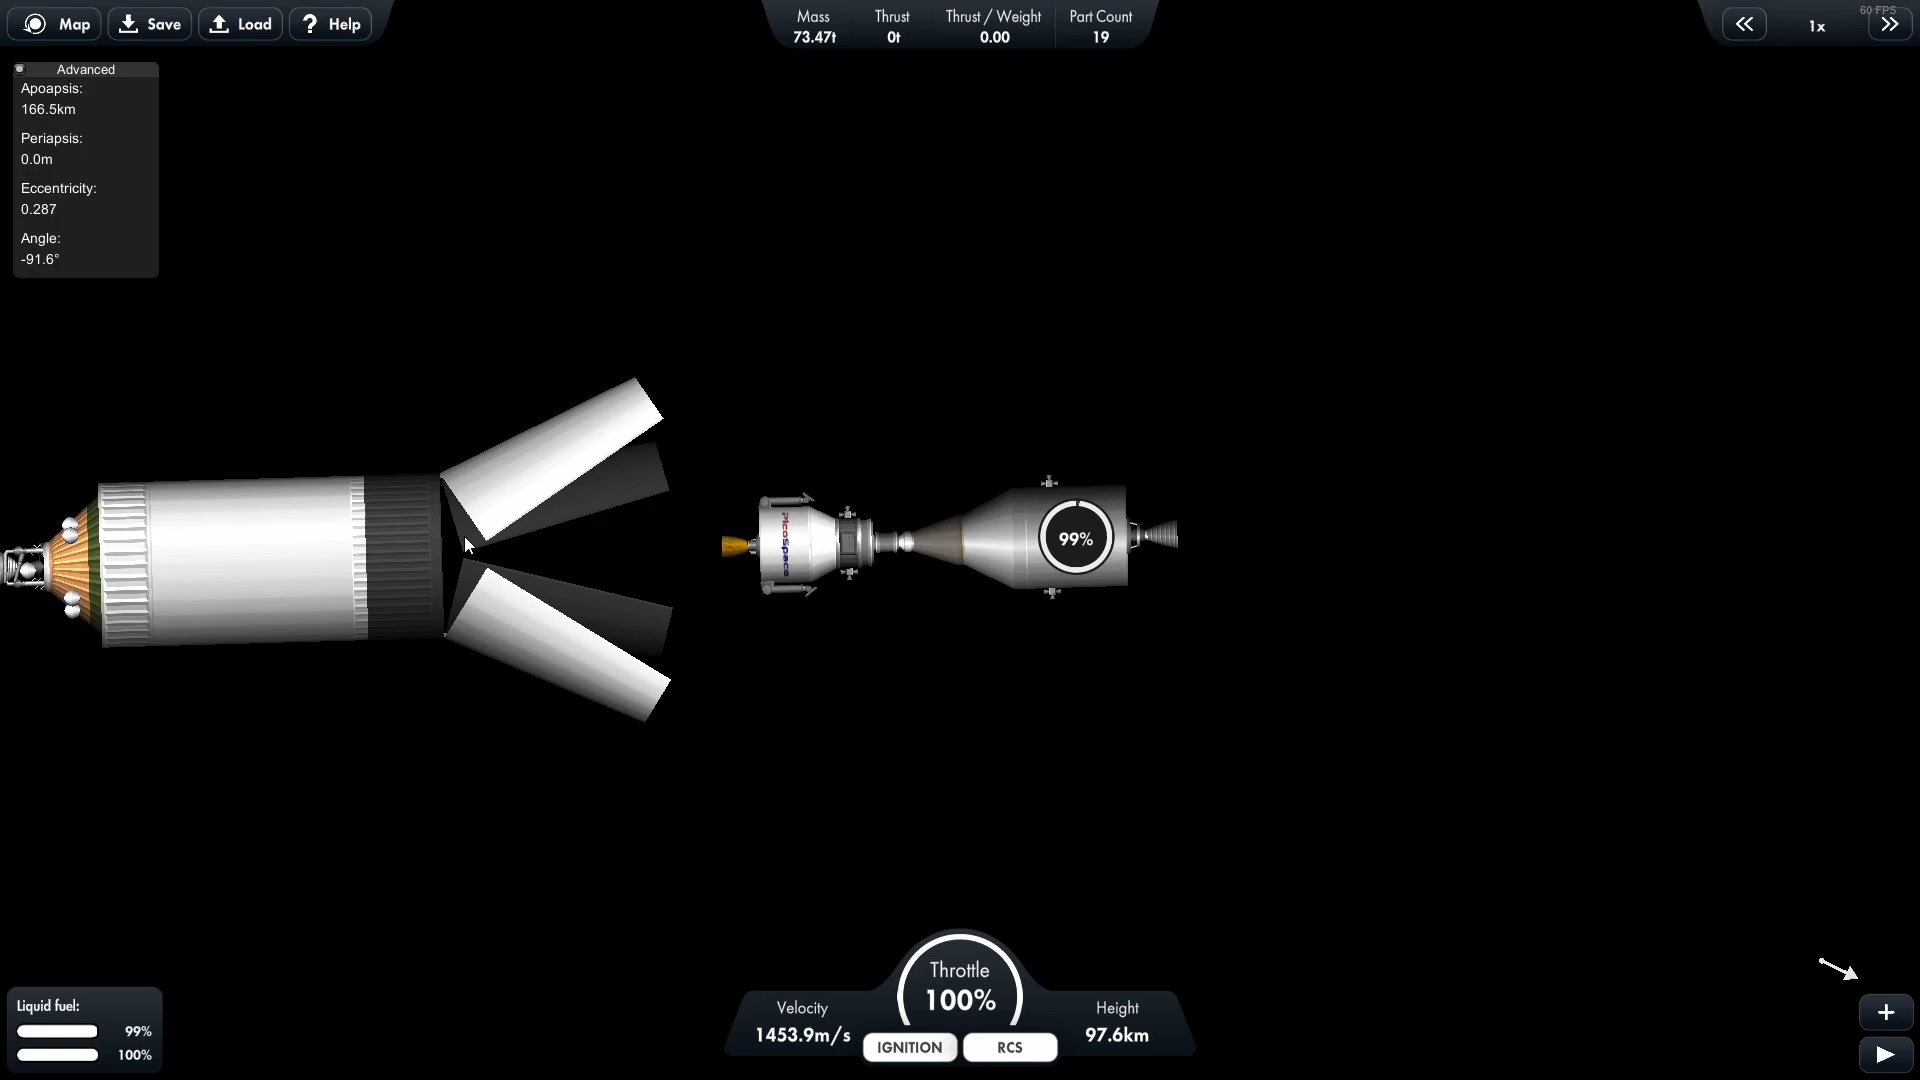 Map
Save
Load
Help
Mass
73.47t
Thrust
0t
Thrust / Weight
0.00
Part Count
19
1x
60 FPS
Advanced
Apoapsis:
166.5km
Periapsis:
0.0m
Eccentricity:
0.287
Angle:
-91.6°
PicoSpace
99%
Liquid fuel:
99%
100%
Throttle
100%
Velocity
1453.9m/s
Height
97.6km
IGNITION
RCS